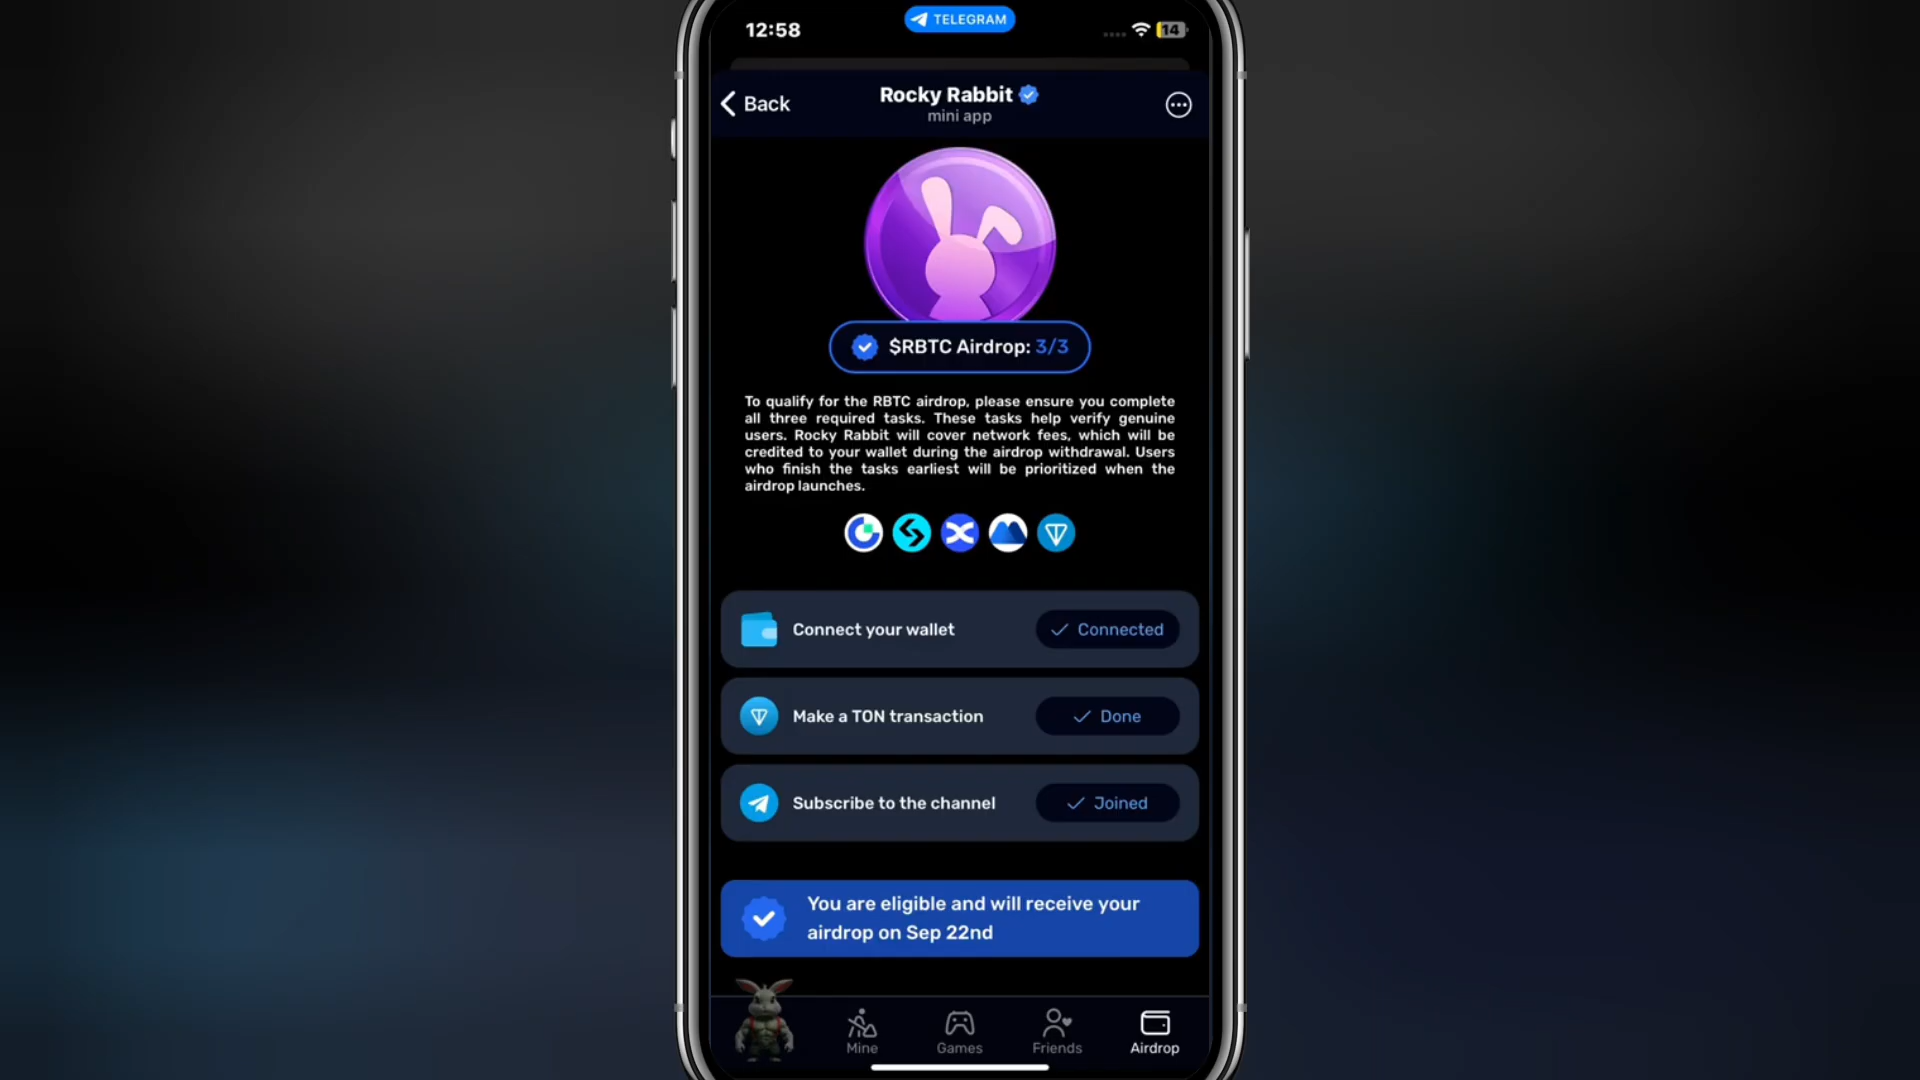 12:58
TELEGRAM
14
Back
Rocky Rabbit
mini app
$RBTC Airdrop: 3/3
To qualify for the RBTC airdrop, please ensure you complete
all three required tasks. These tasks help verify genuine
users. Rocky Rabbit will cover network fees, which will be
credited to your wallet during the airdrop withdrawal. Users
who finish the tasks earliest will be prioritized when the
airdrop launches.
Connect your wallet
Connected
Make a TON transaction
Done
Subscribe to the channel
Joined
You are eligible and will receive your
airdrop on Sep 22nd
Mine
Games
Friends
Airdrop